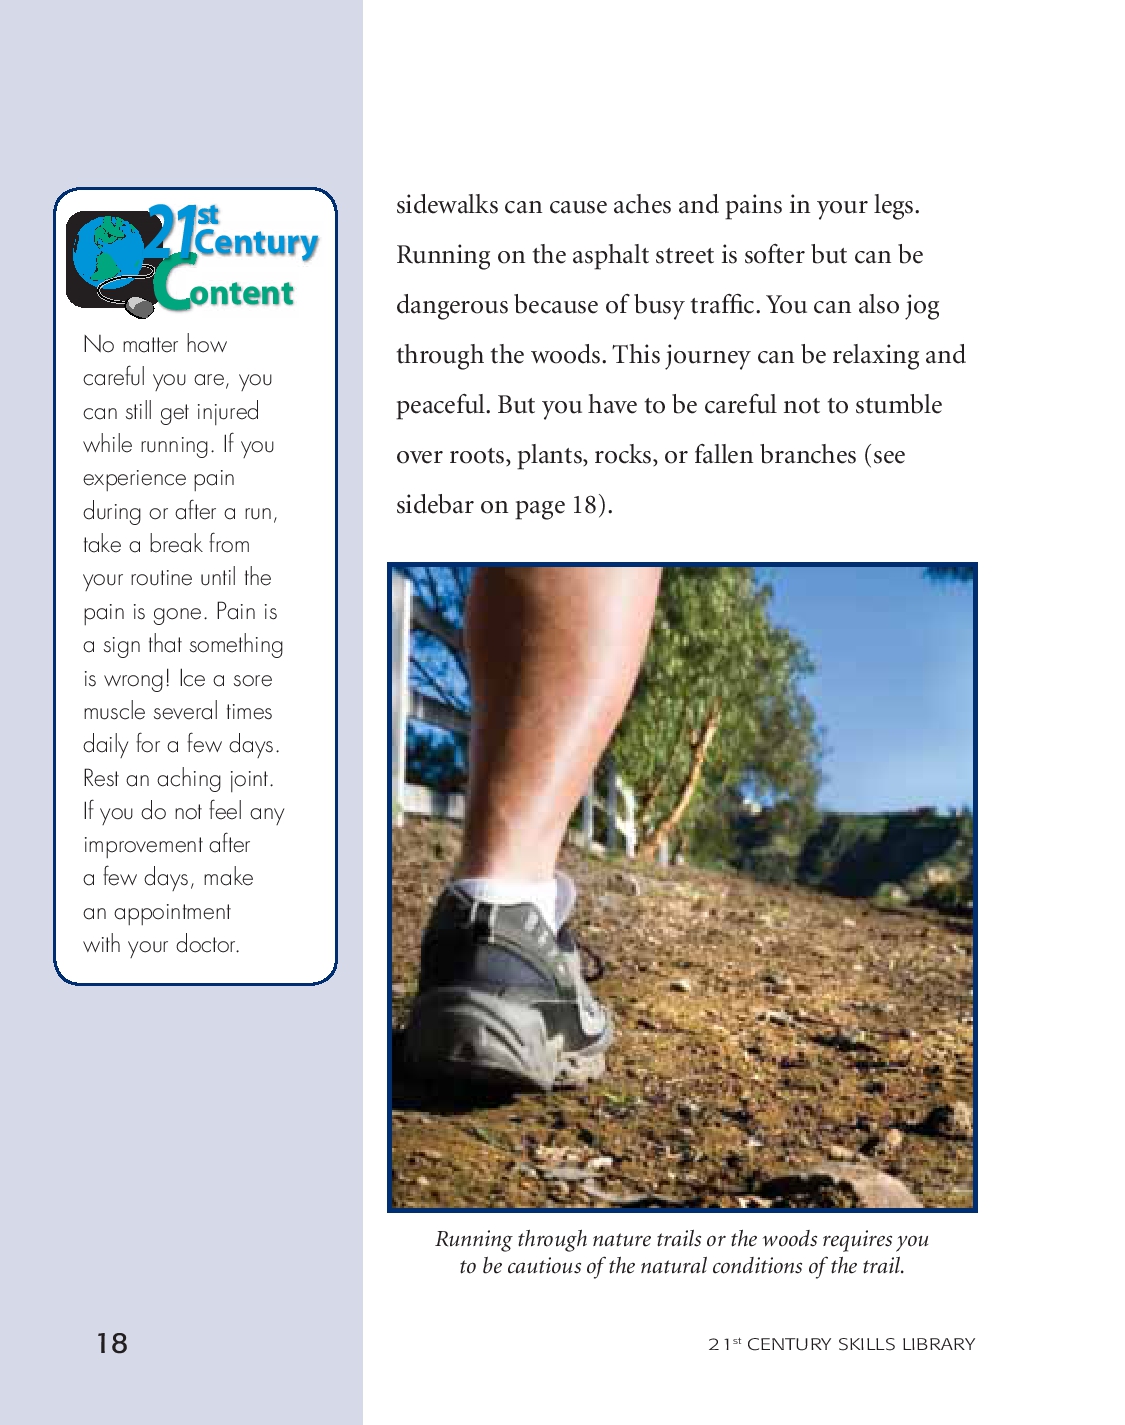 21st
Century
Content
No matter how
careful you are, you
can still get injured
while running. If you
experience pain
during or after a run,
take a break from
your routine until the
pain is gone. Pain is
a sign that something
is wrong! Ice a sore
muscle several times
daily for a few days.
Rest an aching joint.
If you do not feel any
improvement after
a few days, make
an appointment
with your doctor.
sidewalks can cause aches and pains in your legs.
Running on the asphalt street is softer but can be
dangerous because of busy traffic. You can also jog
through the woods. This journey can be relaxing and
peaceful. But you have to be careful not to stumble
over roots, plants, rocks, or fallen branches (see
sidebar on page 18).
Running through nature trails or the woods requires you
to be cautious of the natural conditions of the trail.
18
21st CENTURY SKILLS LIBRARY